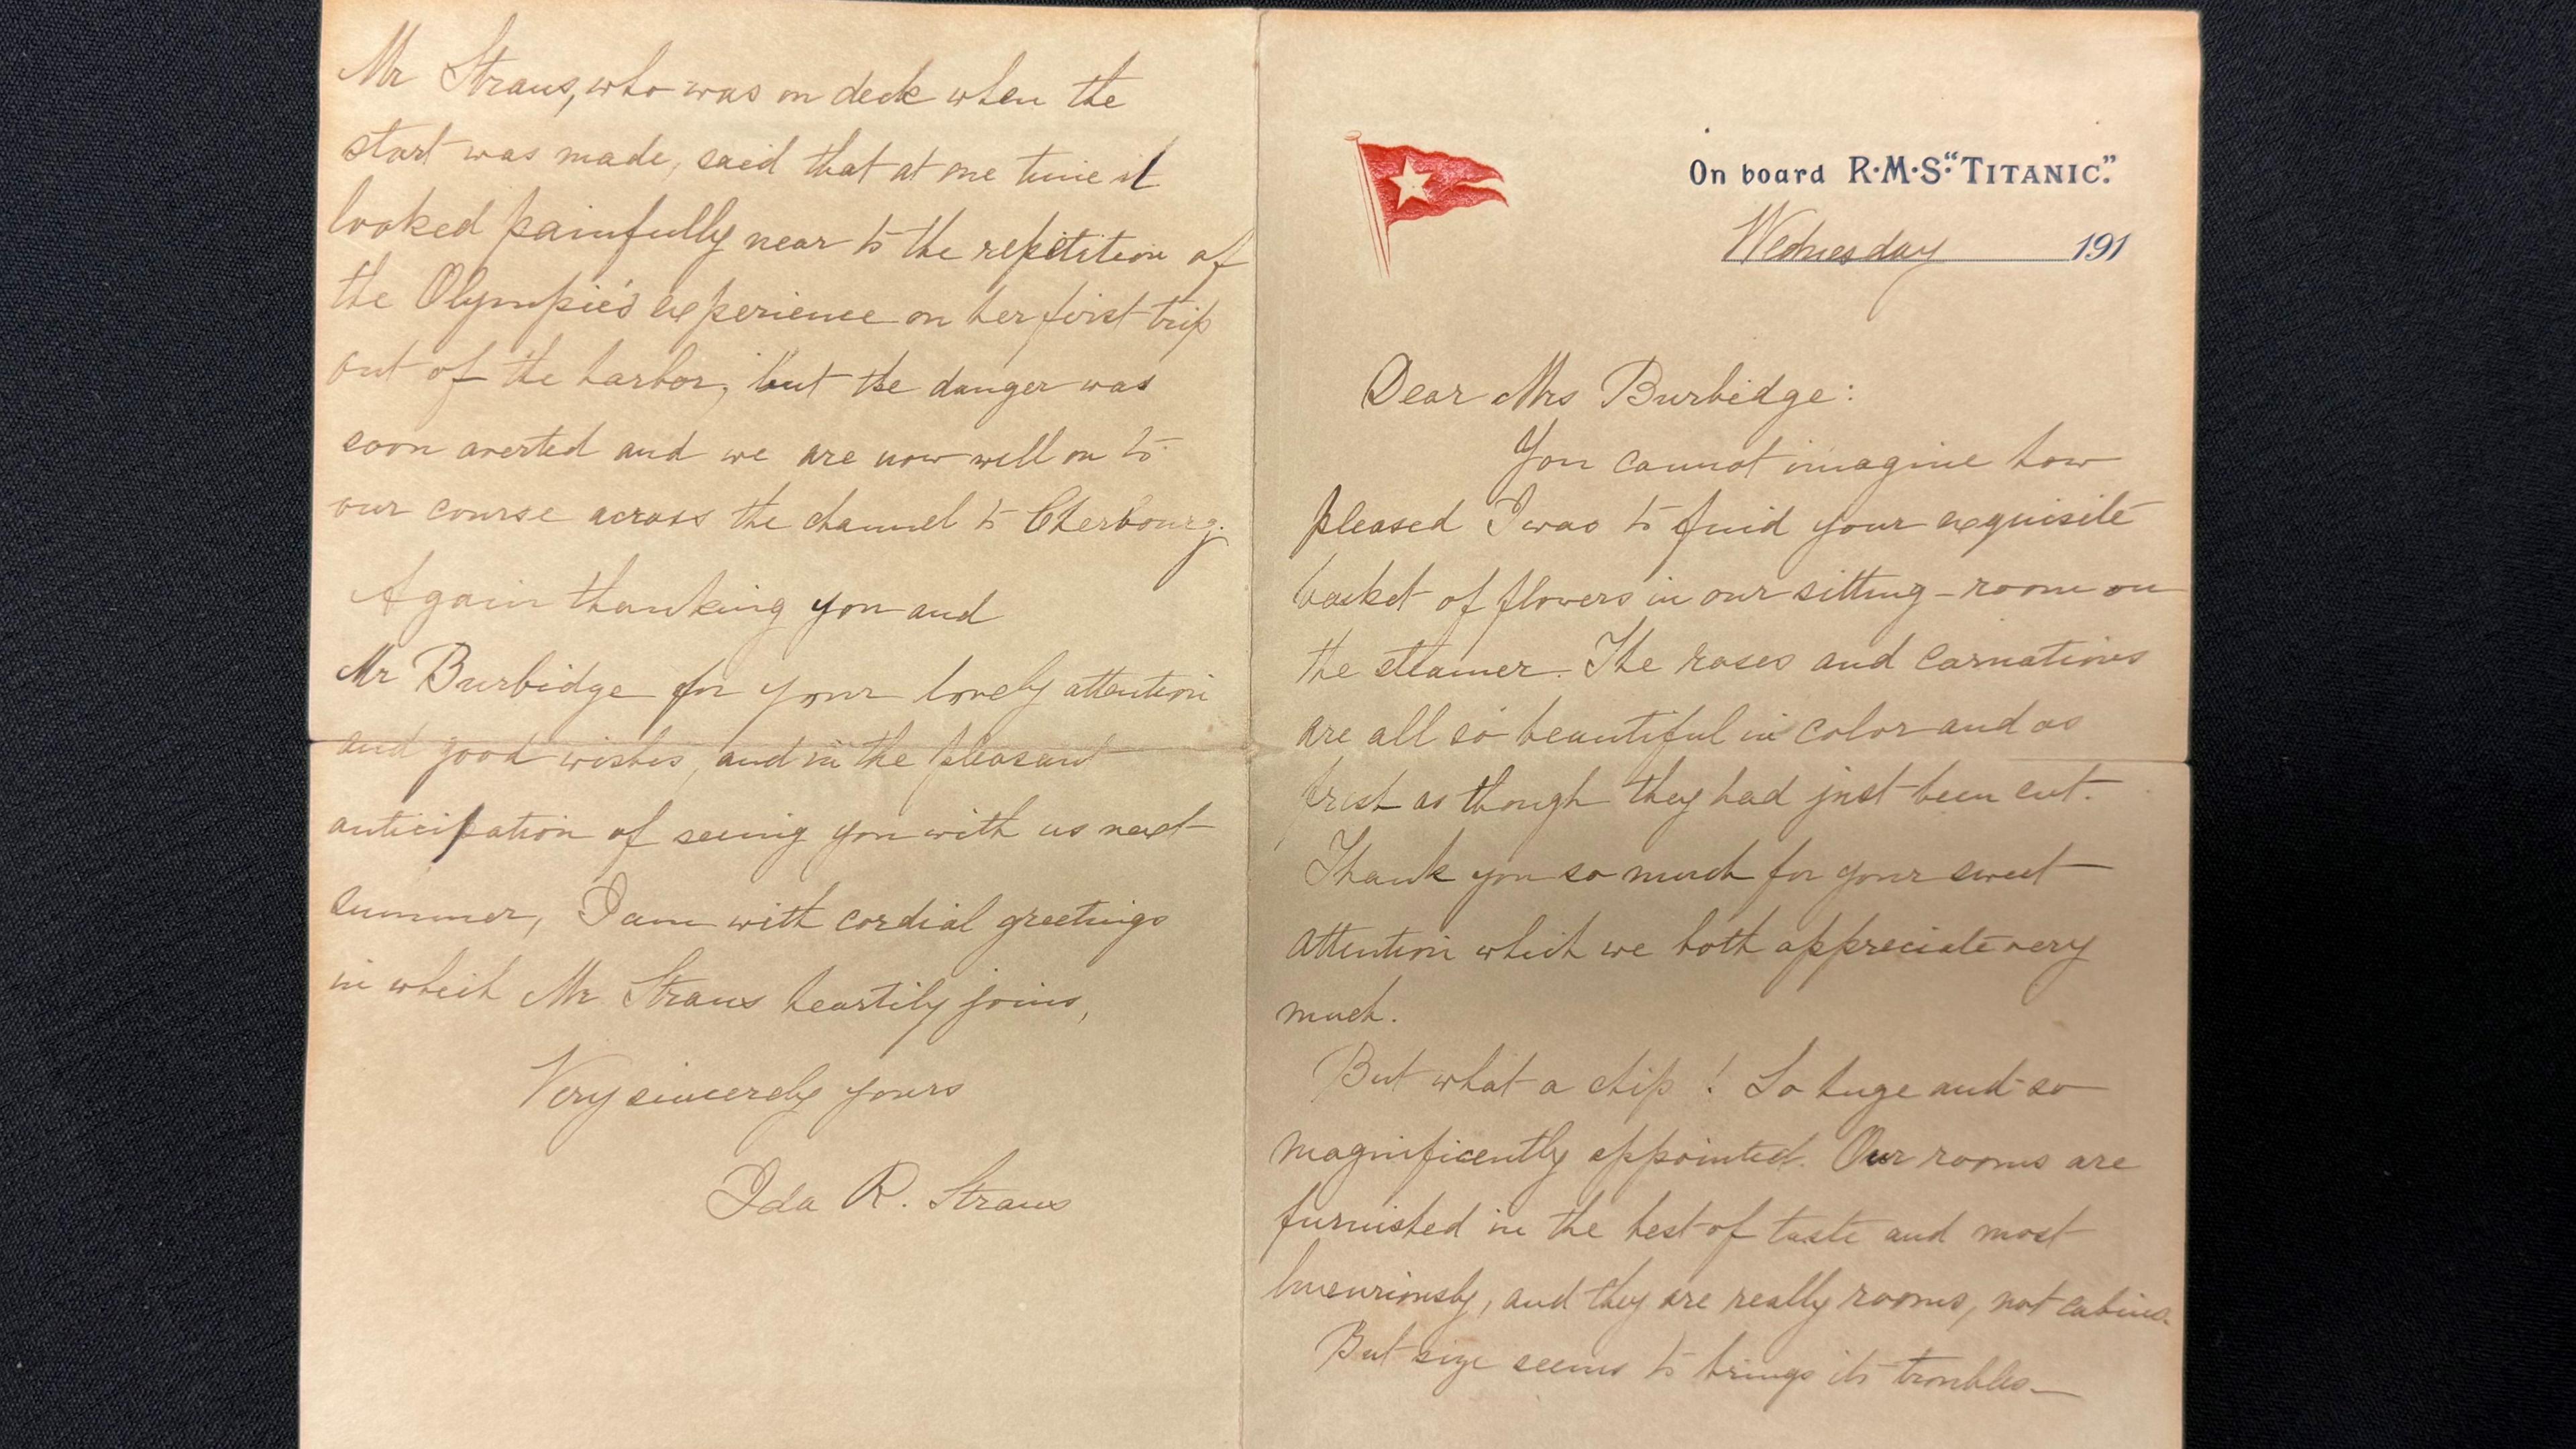 On board R·M·S· "TITANIC."
Wednesday 191
Dear Mrs Burbidge:
You cannot imagine how
pleased I was to find your exquisite
basket of flowers in our sitting-room on
the steamer. The roses and carnations
are all so beautiful in color and as
fresh as though they had just been cut.
Thank you so much for your sweet
attention which we both appreciate very
much.
But what a ship! So huge and so
magnificently appointed. Our rooms are
furnished in the best of taste and most
luxuriously, and they are really rooms, not cabins.
But size seems to brings its troubles—
Mr Straus, who was on deck when the
start was made, said that at one time it
looked painfully near to the repetition of
the Olympic's experience on her first trip
out of the harbor, but the danger was
soon averted and we are now well on to
our course across the channel to Cherbourg.
Again thanking you and
Mr Burbidge for your lovely attention
and good wishes, and in the pleasant
anticipation of seeing you with us next
summer, I am with cordial greetings
in which Mr Straus heartily joins,
Very sincerely yours
Ida R. Straus